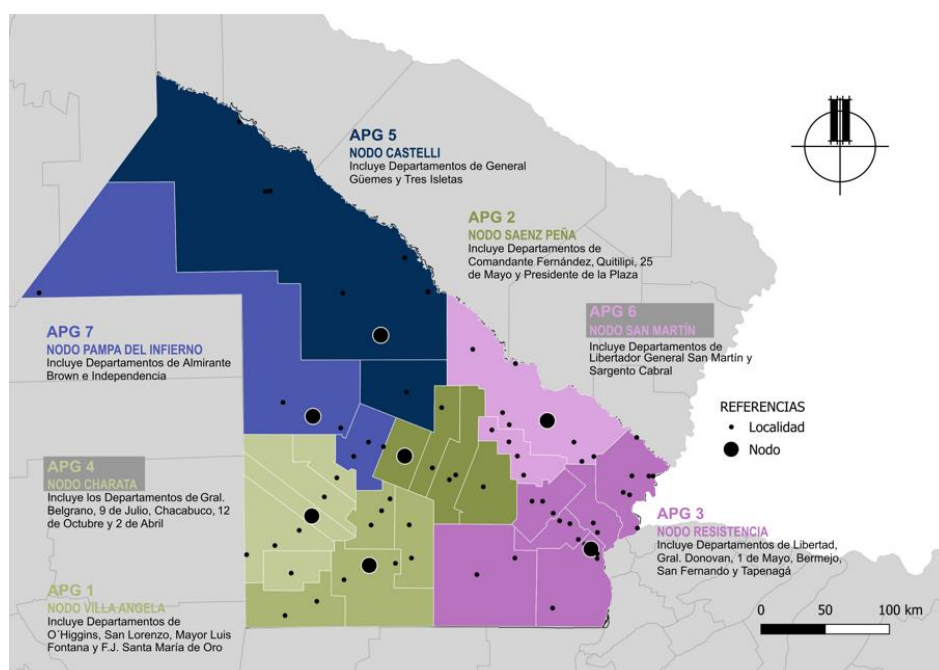 APG 5
NODO CASTELLI
Incluye Departamentos de General
Güemes y Tres Isletas
APG 2
NODO SAENZ PEÑA
Incluye Departamentos de
Comandante Fernández, Quitilipi, 25
de Mayo y Presidente de la Plaza
APG 6
NODO SAN MARTÍN
Incluye Departamentos de
Libertador General San Martín y
Sargento Cabral
APG 7
NODO PAMPA DEL INFIERNO
Incluye Departamentos de Almirante
Brown e Independencia
REFERENCIAS
Localidad
Nodo
APG 4
NODO CHARATA
Incluye los Departamentos de Gral.
Belgrano, 9 de Julio, Chacabuco, 12
de Octubre y 2 de Abril
APG 3
NODO RESISTENCIA
Incluye Departamentos de Libertad,
Gral. Donovan, 1 de Mayo, Bermejo,
San Fernando y Tapenagá
APG 1
NODO VILLA ANGELA
Incluye Departamentos de
O´Higgins, San Lorenzo, Mayor Luis
Fontana y F.J. Santa María de Oro
0 50 100 km